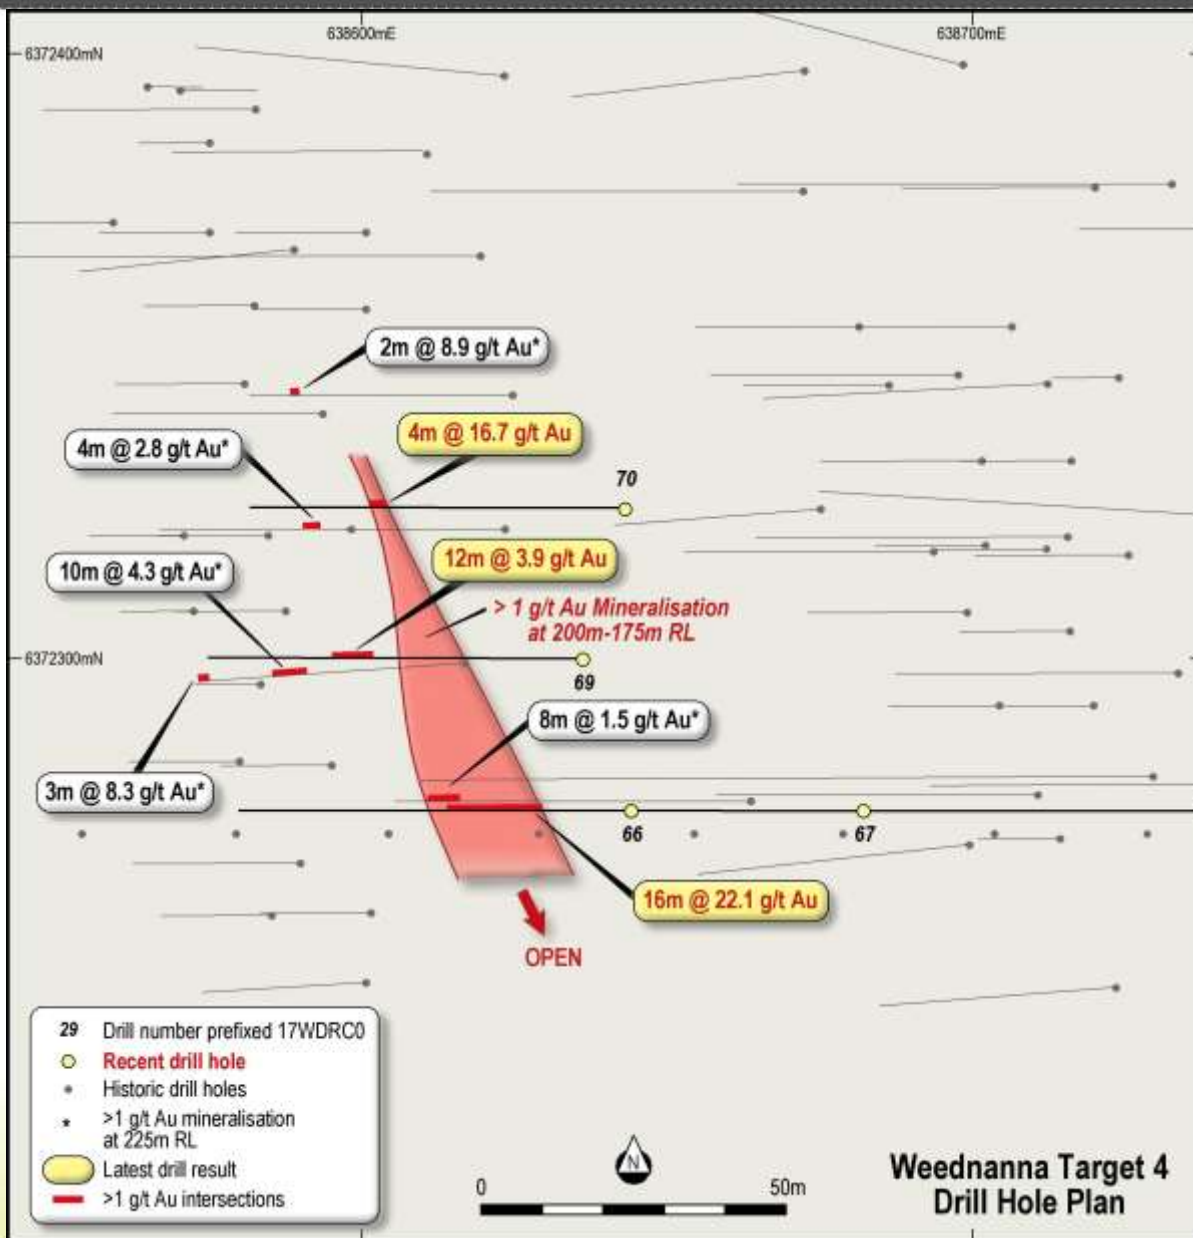 638600mE
638700mE
6372400mN
2m @ 8.9 g/t Au*
4m @ 16.7 g/t Au
4m @ 2.8 g/t Au*
70
12m @ 3.9 g/t Au
10m @ 4.3 g/t Au*
> 1 g/t Au Mineralisation
at 200m-175m RL
6372300mN
69
8m @ 1.5 g/t Au*
3m @ 8.3 g/t Au*
66
67
16m @ 22.1 g/t Au
OPEN
29 Drill number prefixed 17WDRC0
Recent drill hole
Historic drill holes
* >1 g/t Au mineralisation
at 225m RL
Latest drill result
>1 g/t Au intersections
N
0 50m
Weednanna Target 4
Drill Hole Plan